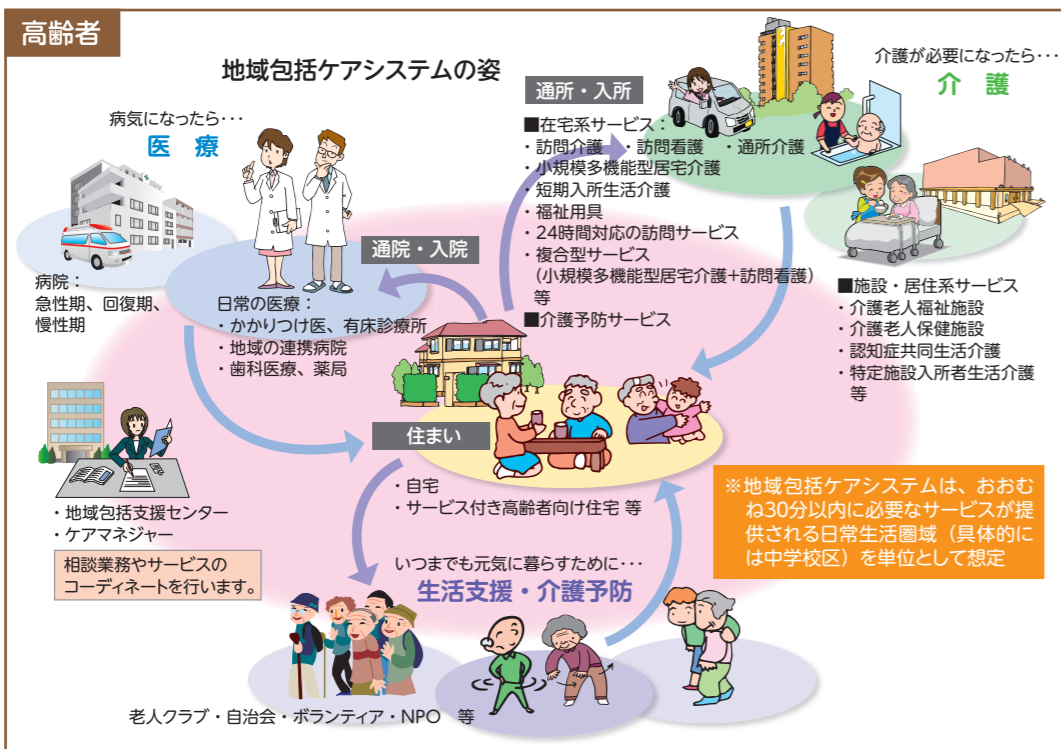 高齢者
地域包括ケアシステムの姿
病気になったら･･･
医 療
病院：
急性期、回復期、
慢性期
日常の医療：
・かかりつけ医、有床診療所
・地域の連携病院
・歯科医療、薬局
通院・入院
通所・入所
■在宅系サービス：
・訪問介護 ・訪問看護 ・通所介護
・小規模多機能型居宅介護
・短期入所生活介護
・福祉用具
・24時間対応の訪問サービス
・複合型サービス
（小規模多機能型居宅介護+訪問看護）
等
■介護予防サービス
介護が必要になったら･･･
介 護
■施設・居住系サービス
・介護老人福祉施設
・介護老人保健施設
・認知症共同生活介護
・特定施設入所者生活介護
等
住まい
・自宅
・サービス付き高齢者向け住宅 等
・地域包括支援センター
・ケアマネジャー
相談業務やサービスの
コーディネートを行います。
※地域包括ケアシステムは、おおむ
ね30分以内に必要なサービスが提
供される日常生活圏域（具体的に
は中学校区）を単位として想定
いつまでも元気に暮らすために･･･
生活支援・介護予防
老人クラブ・自治会・ボランティア・NPO 等